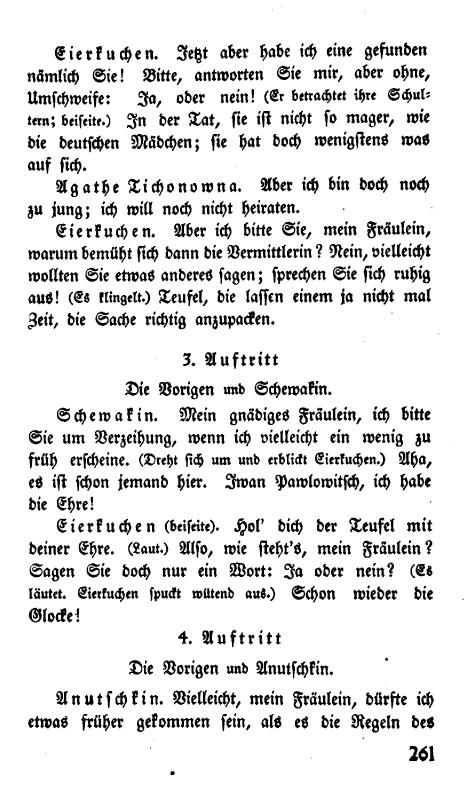 Eierkuchen. Jetzt aber habe ich eine gefunden
nämlich Sie! Bitte, antworten Sie mir, aber ohne,
Umschweife: Ja, oder nein! (Er betrachtet ihre Schul-
tern; beiseite.) In der Tat, sie ist nicht so mager, wie
die deutschen Mädchen; sie hat doch wenigstens was
auf sich.
Agathe Tichonowna. Aber ich bin doch noch
zu jung; ich will noch nicht heiraten.
Eierkuchen. Aber ich bitte Sie, mein Fräulein,
warum bemüht sich dann die Vermittlerin? Nein, vielleicht
wollten Sie etwas anderes sagen; sprechen Sie sich ruhig
aus! (Es klingelt.) Teufel, die lassen einem ja nicht mal
Zeit, die Sache richtig anzupacken.
3. Auftritt
Die Vorigen und Schewakin.
Schewakin. Mein gnädiges Fräulein, ich bitte
Sie um Verzeihung, wenn ich vielleicht ein wenig zu
früh erscheine. (Dreht sich um und erblickt Eierkuchen.) Aha,
es ist schon jemand hier. Iwan Pawlowitsch, ich habe
die Ehre!
Eierkuchen (beiseite). Hol' dich der Teufel mit
deiner Ehre. (Laut.) Also, wie steht's, mein Fräulein?
Sagen Sie doch nur ein Wort: Ja oder nein? (Es
läutet. Eierkuchen spuckt wütend aus.) Schon wieder die
Glocke!
4. Auftritt
Die Vorigen und Anutschkin.
Anutschkin. Vielleicht, mein Fräulein, dürfte ich
etwas früher gekommen sein, als es die Regeln des
261